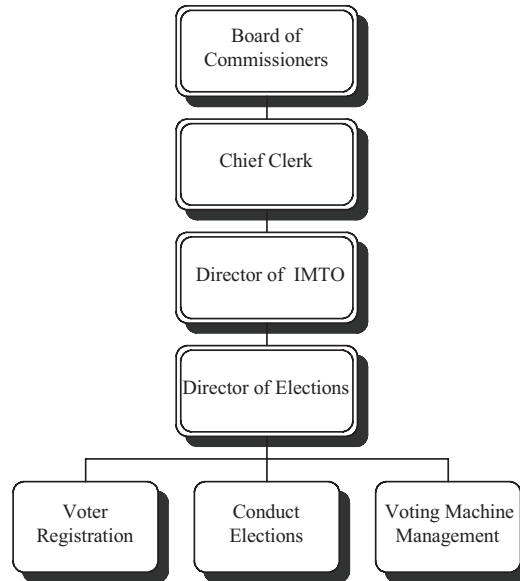 Board of
Commissioners
Chief Clerk
Director of IMTO
Director of Elections
Voter
Registration
Conduct
Elections
Voting Machine
Management